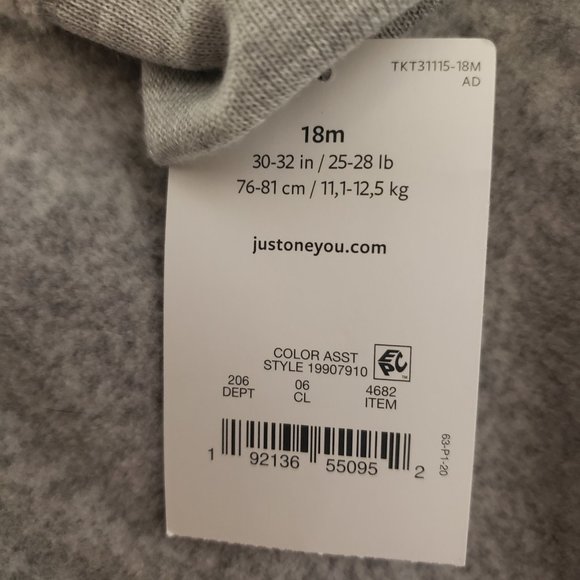 TKT31115-18M
AD
18m
30-32 in / 25-28 lb
76-81 cm / 11,1-12,5 kg
justoneyou.com
COLOR ASST
STYLE 19907910
EPC
206 06 4682
DEPT CL ITEM
1 92136 55095 2
63-P1-20